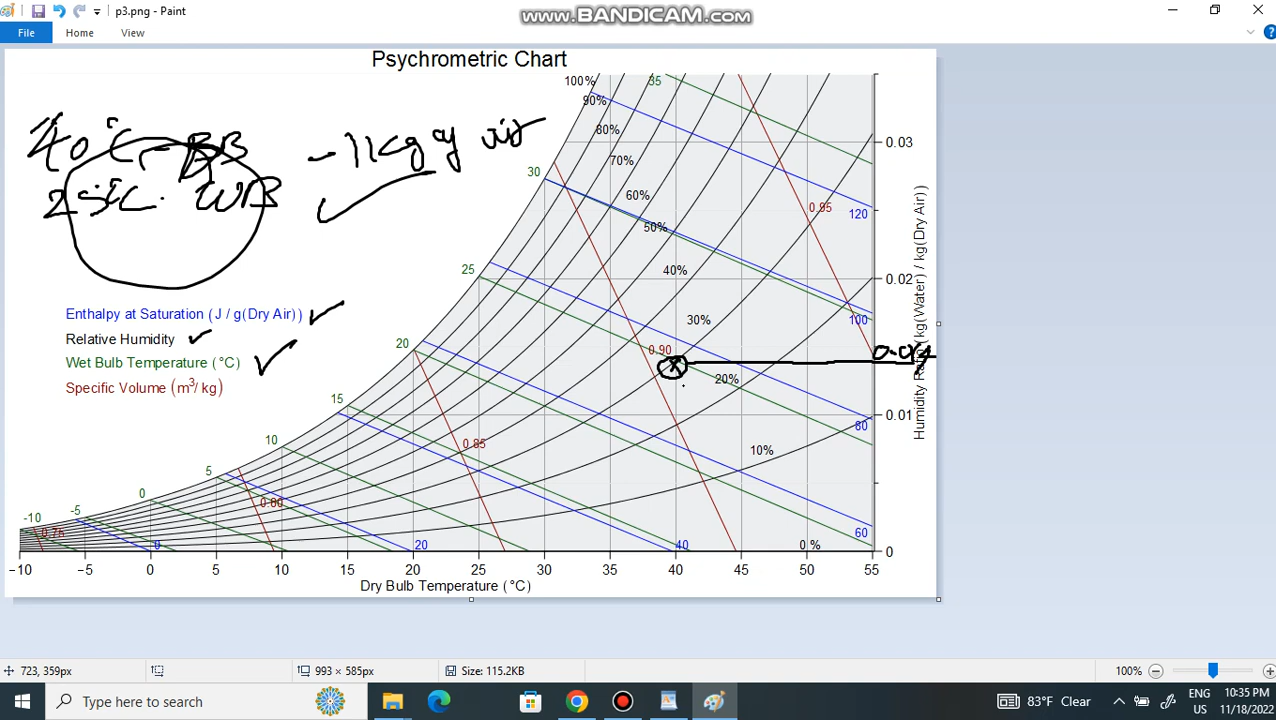 p3.png - Paint
www.BANDICAM.com
File
Home
View
Psychrometric Chart
40°C - DB
- 1 Kg of air
25°C. WB
Enthalpy at Saturation (J / g(Dry Air))
Relative Humidity
Wet Bulb Temperature (°C)
Specific Volume (m³/ kg)
100%
90%
80%
70%
60%
50%
40%
30%
20%
10%
0 %
35
30
25
20
15
10
5
0
-5
-10
0.95
0.90
0.85
0.80
0.75
120
100
80
60
40
20
0
0.03
0.02
0.01
0
Humidity Ratio (kg(Water) / kg(Dry Air))
−10 −5 0 5 10 15 20 25 30 35 40 45 50 55
Dry Bulb Temperature (°C)
723, 359px
993 × 585px
Size: 115.2KB
100%
Type here to search
83°F Clear
ENG
US
10:35 PM
11/18/2022